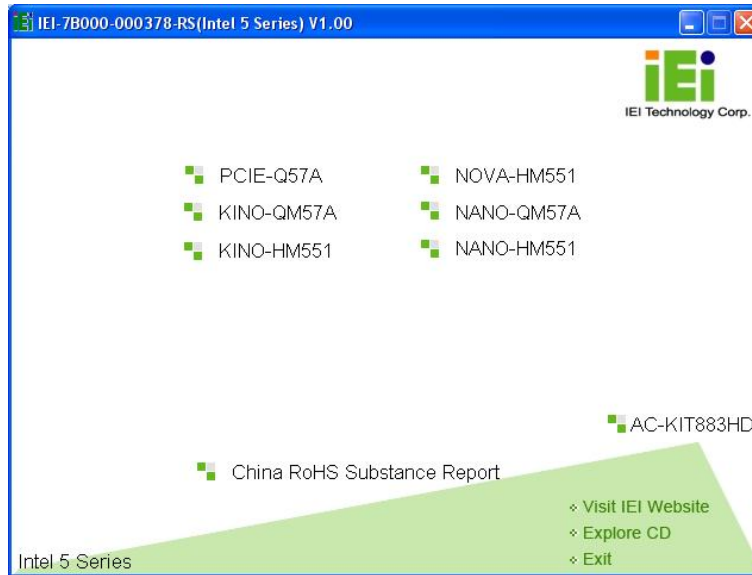 IEI-7B000-000378-RS(Intel 5 Series) V1.00
iEi
IEI Technology Corp.
PCIE-Q57A
NOVA-HM551
KINO-QM57A
NANO-QM57A
KINO-HM551
NANO-HM551
AC-KIT883HD
China RoHS Substance Report
Visit IEI Website
Explore CD
Exit
Intel 5 Series